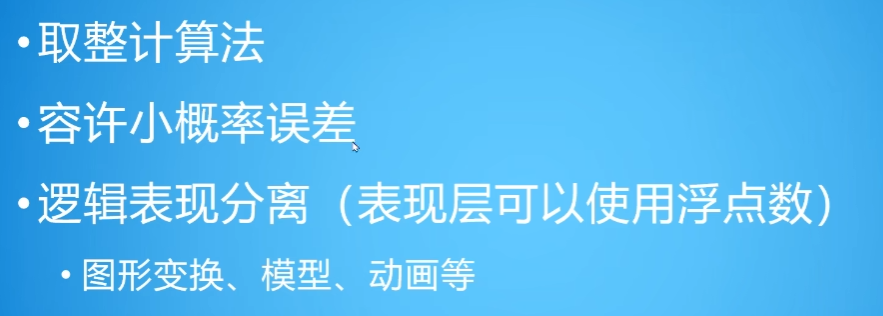 •取整计算法
•容许小概率误差
•逻辑表现分离（表现层可以使用浮点数）
•图形变换、模型、动画等